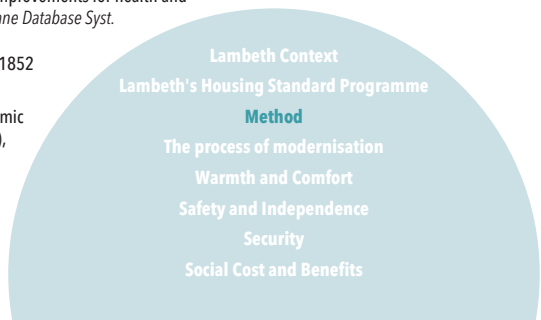 improvements for health and
ane Database Syst.
1852
mic
),
Lambeth Context
Lambeth's Housing Standard Programme
Method
The process of modernisation
Warmth and Comfort
Safety and Independence
Security
Social Cost and Benefits